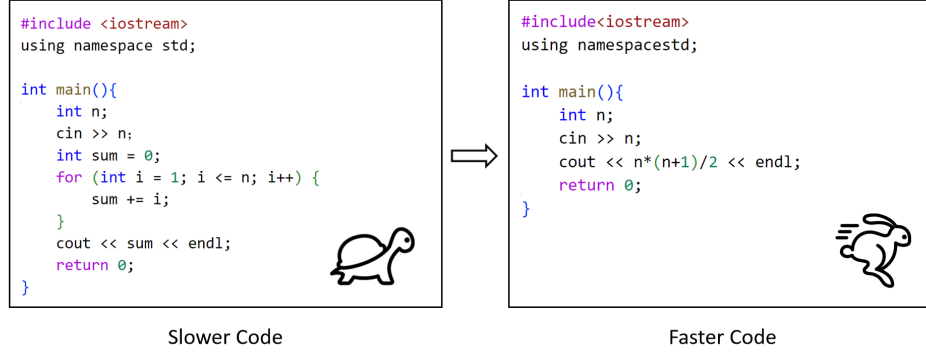 #include <iostream>
using namespace std;
int main(){
int n;
cin >> n;
int sum = 0;
for (int i = 1; i <= n; i++) {
sum += i;
}
cout << sum << endl;
return 0;
}
Slower Code
#include<iostream>
using namespacestd;
int main(){
int n;
cin >> n;
cout << n*(n+1)/2 << endl;
return 0;
}
Faster Code